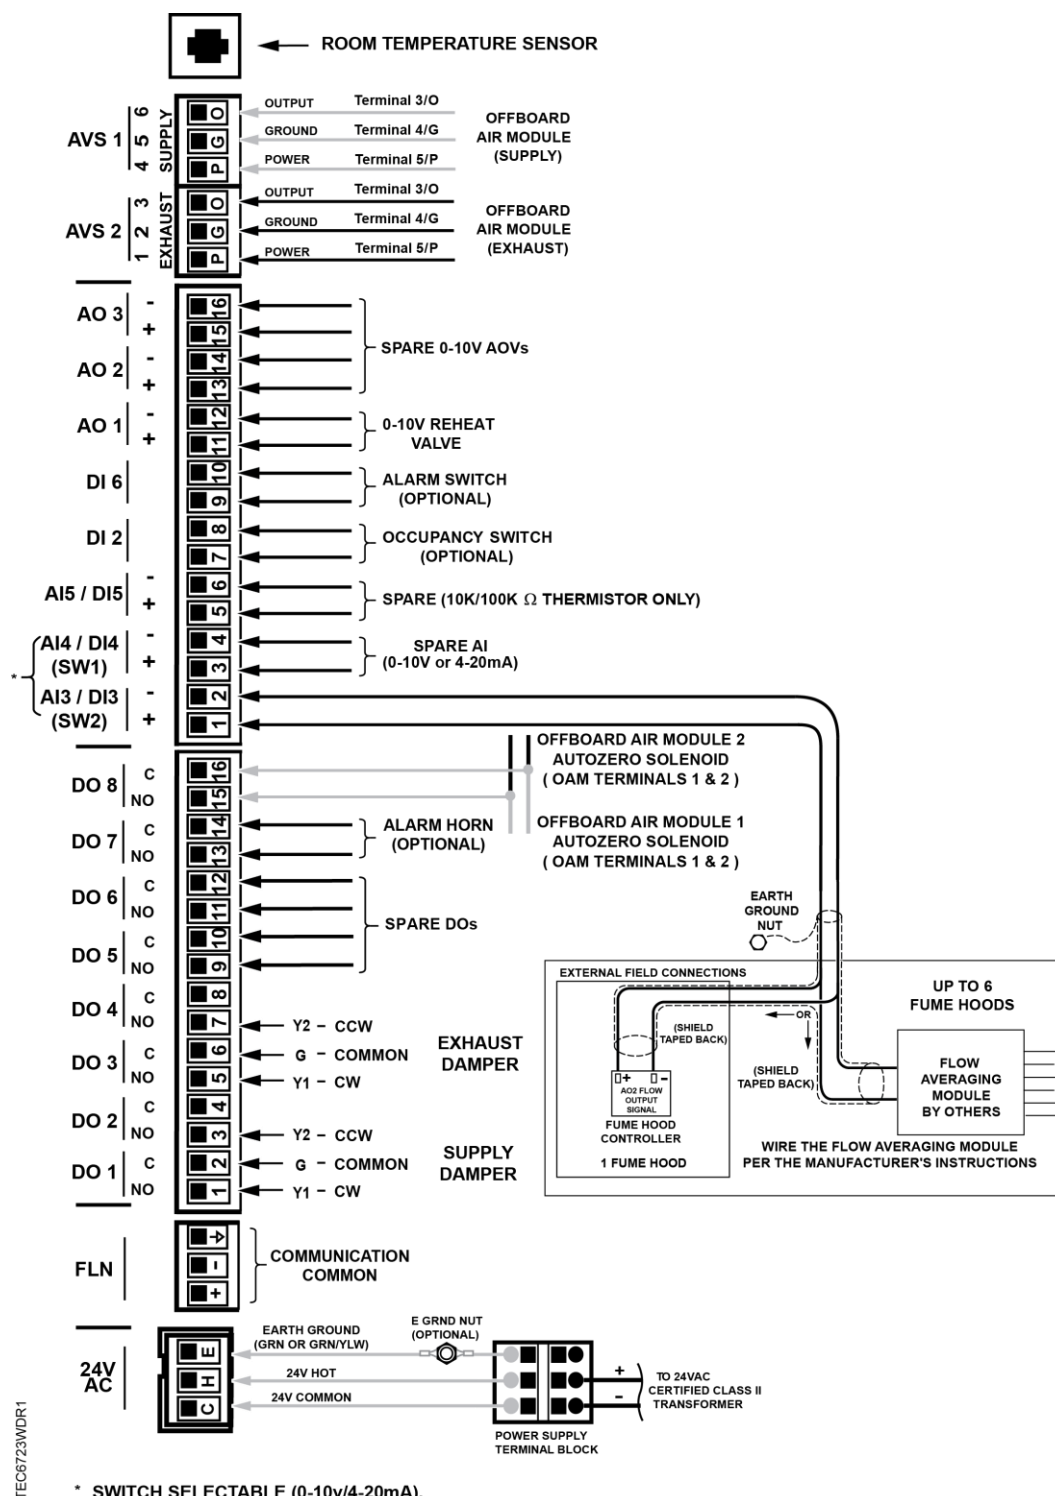 ROOM TEMPERATURE SENSOR
AVS 1
4 5 6
SUPPLY
O
G
P
OUTPUT
GROUND
POWER
Terminal 3/O
Terminal 4/G
Terminal 5/P
OFFBOARD
AIR MODULE
(SUPPLY)
AVS 2
1 2 3
EXHAUST
O
G
P
OUTPUT
GROUND
POWER
Terminal 3/O
Terminal 4/G
Terminal 5/P
OFFBOARD
AIR MODULE
(EXHAUST)
AO 3
-
+
16
15
AO 2
-
+
14
13
SPARE 0-10V AOVs
AO 1
-
+
12
11
0-10V REHEAT
VALVE
DI 6
10
9
ALARM SWITCH
(OPTIONAL)
DI 2
8
7
OCCUPANCY SWITCH
(OPTIONAL)
AI5 / DI5
-
+
6
5
SPARE (10K/100K Ω THERMISTOR ONLY)
*
AI4 / DI4
(SW1)
-
+
4
3
SPARE AI
(0-10V or 4-20mA)
AI3 / DI3
(SW2)
-
+
2
1
OFFBOARD AIR MODULE 2
AUTOZERO SOLENOID
( OAM TERMINALS 1 & 2 )
DO 8
C
NO
16
15
OFFBOARD AIR MODULE 1
AUTOZERO SOLENOID
( OAM TERMINALS 1 & 2 )
DO 7
C
NO
14
13
ALARM HORN
(OPTIONAL)
DO 6
C
NO
12
11
DO 5
C
NO
10
9
SPARE DOs
DO 4
C
NO
8
7
Y2 - CCW
DO 3
C
NO
6
5
G - COMMON
Y1 - CW
EXHAUST
DAMPER
DO 2
C
NO
4
3
Y2 - CCW
DO 1
C
NO
2
1
G - COMMON
Y1 - CW
SUPPLY
DAMPER
EARTH
GROUND
NUT
EXTERNAL FIELD CONNECTIONS
UP TO 6
FUME HOODS
OR
(SHIELD
TAPED BACK)
(SHIELD
TAPED BACK)
+ -
AO2 FLOW
OUTPUT
SIGNAL
FUME HOOD
CONTROLLER
1 FUME HOOD
FLOW
AVERAGING
MODULE
BY OTHERS
WIRE THE FLOW AVERAGING MODULE
PER THE MANUFACTURER'S INSTRUCTIONS
FLN
-
+
COMMUNICATION
COMMON
24V
AC
E
H
C
EARTH GROUND
(GRN OR GRN/YLW)
24V HOT
24V COMMON
E GRND NUT
(OPTIONAL)
POWER SUPPLY
TERMINAL BLOCK
+
-
TO 24VAC
CERTIFIED CLASS II
TRANSFORMER
TEC6723WDR1
* SWITCH SELECTABLE (0-10v/4-20mA).